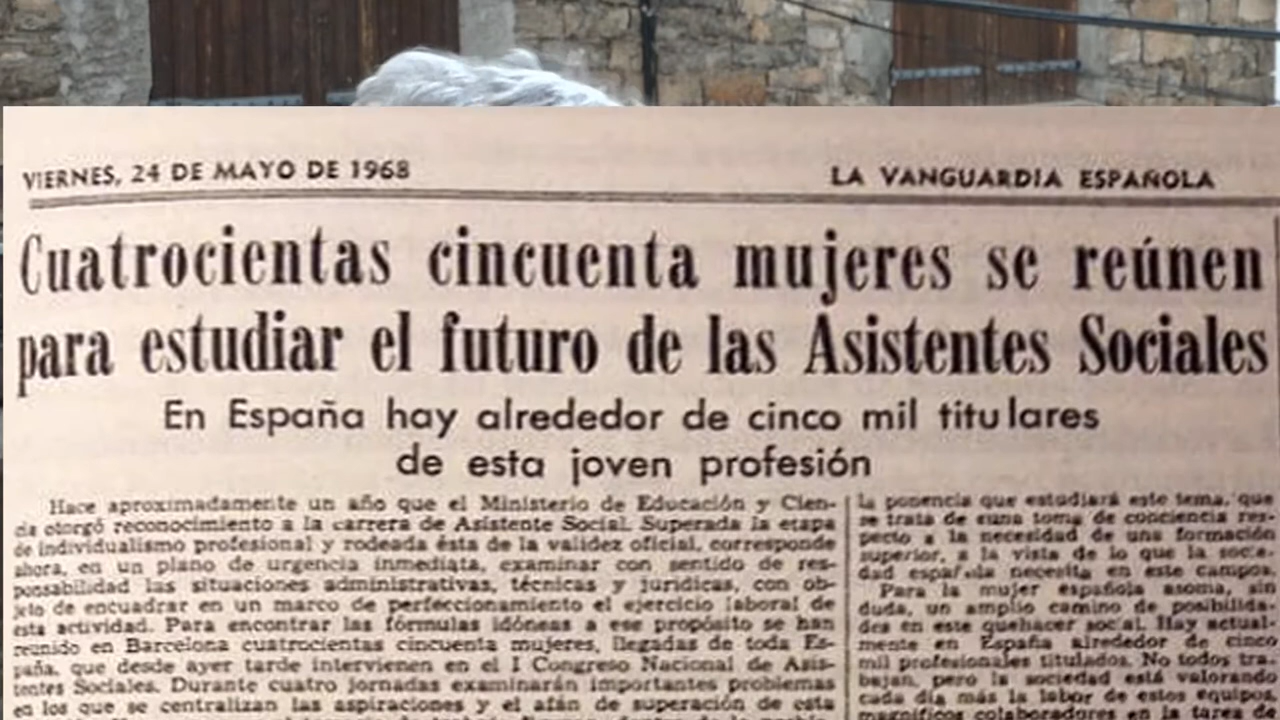 VIERNES, 24 DE MAYO DE 1968
LA VANGUARDIA ESPAÑOLA
Cuatrocientas cincuenta mujeres se reúnen
para estudiar el futuro de las Asistentes Sociales
En España hay alrededor de cinco mil titulares
de esta joven profesión
Hace aproximadamente un año que el Ministerio de Educación y Cien-
cia otorgó reconocimiento a la carrera de Asistente Social. Superada la etapa
de individualismo profesional y rodeada ésta de la validez oficial, corresponde
ahora, en un plano de urgencia inmediata, examinar con sentido de res-
ponsabilidad las situaciones administrativas, técnicas y jurídicas, con ob-
jeto de encuadrar en un marco de perfeccionamiento el ejercicio laboral de
esta actividad. Para encontrar las fórmulas idóneas a ese propósito se han
reunido en Barcelona cuatrocientas cincuenta mujeres, llegadas de toda Es-
paña, que desde ayer tarde intervienen en el I Congreso Nacional de Asis-
tentes Sociales. Durante cuatro jornadas examinarán importantes problemas
en los que se centralizan las aspiraciones y el afán de superación de esta
la ponencia que estudiará este tema, que
se trata de «una toma de conciencia res-
pecto a la necesidad de una formación
superior, a la vista de lo que la socie-
dad española necesita en este campo».
Para la mujer española asoma, sin
duda, un amplio camino de posibilida-
des en este quehacer social. Hay actual-
mente en España alrededor de cinco
mil profesionales titulados. No todos tra-
bajan, pero la sociedad está valorando
cada día más la labor de estos equipos,
magníficos colaboradores en la tarea de